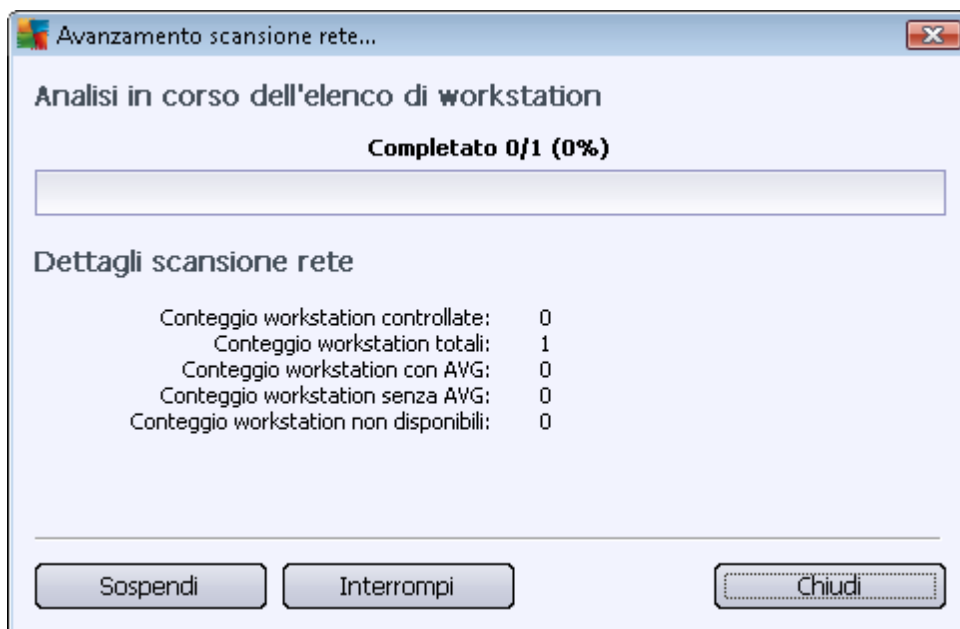 Avanzamento scansione rete...
Analisi in corso dell'elenco di workstation
Completato 0/1 (0%)
Dettagli scansione rete
Conteggio workstation controllate: 0
Conteggio workstation totali: 1
Conteggio workstation con AVG: 0
Conteggio workstation senza AVG: 0
Conteggio workstation non disponibili: 0
Sospendi Interrompi Chiudi